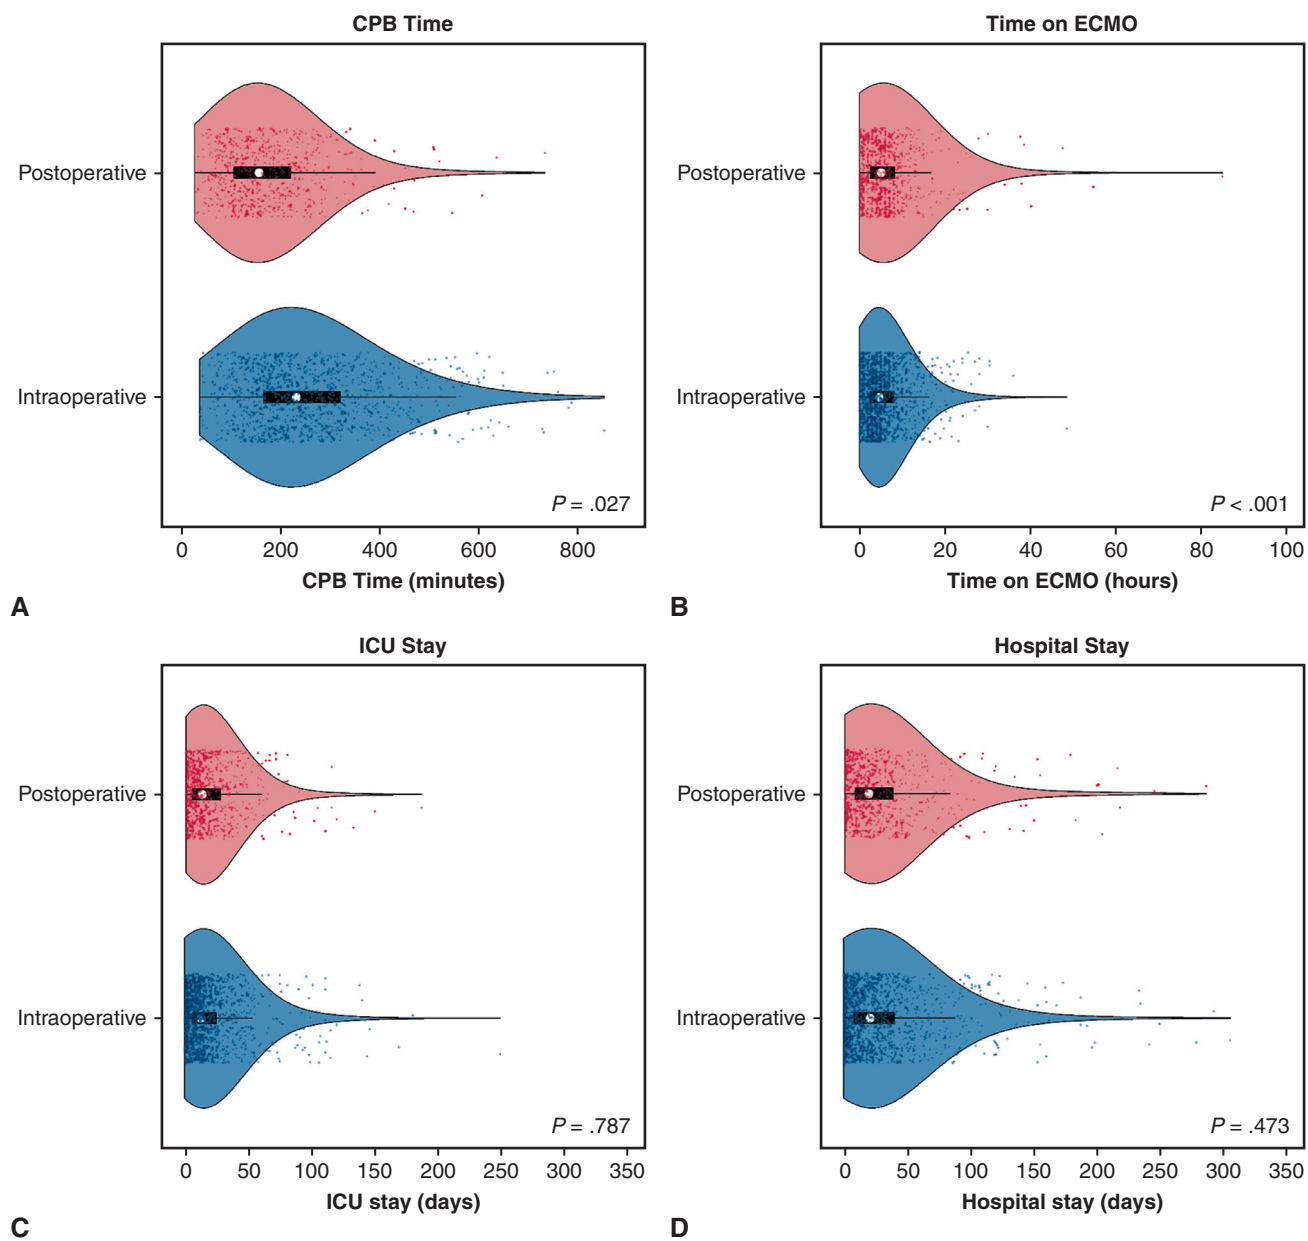 CPB Time
Postoperative
Intraoperative
P = .027
0 200 400 600 800
CPB Time (minutes)
A
Time on ECMO
Postoperative
Intraoperative
P < .001
0 20 40 60 80 100
Time on ECMO (hours)
B
ICU Stay
Postoperative
Intraoperative
P = .787
0 50 100 150 200 250 300 350
ICU stay (days)
C
Hospital Stay
Postoperative
Intraoperative
P = .473
0 50 100 150 200 250 300 350
Hospital stay (days)
D